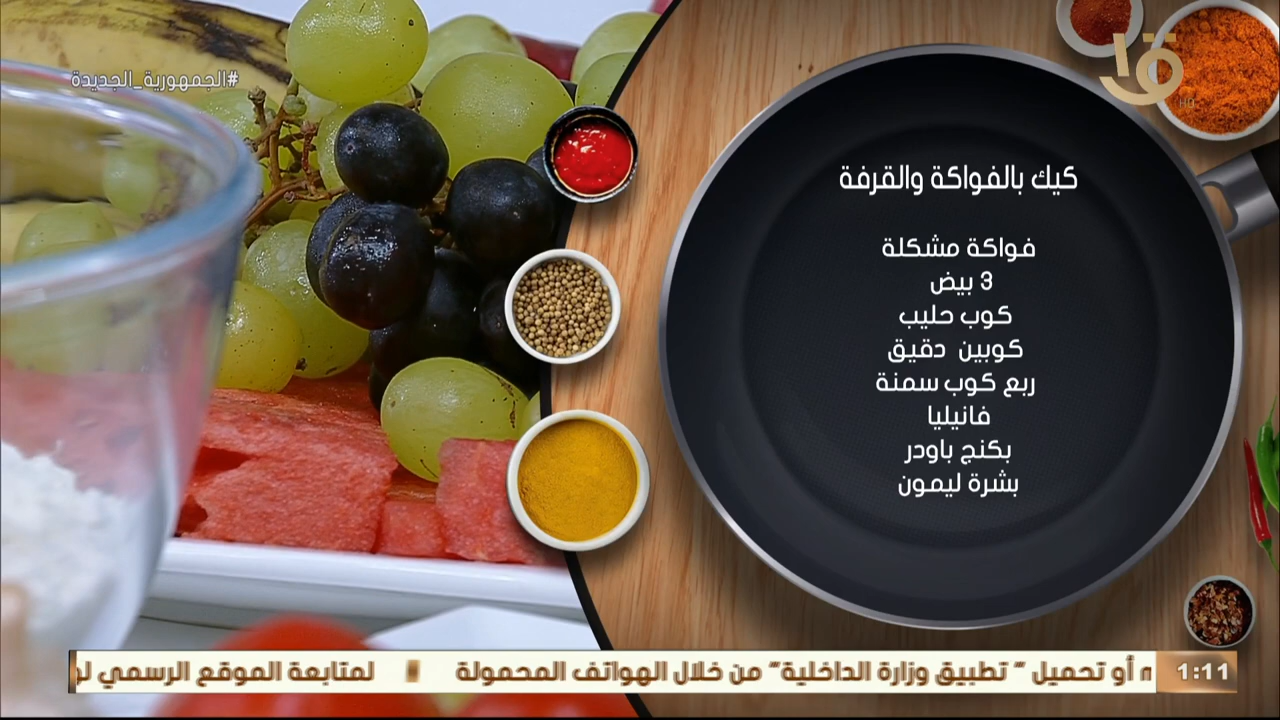 #الجمهورية_الجديدة
HD
كيك بالفواكة والقرفة
فواكة مشكلة
3 بيض
كوب حليب
كوبين دقيق
ربع كوب سمنة
فانيليا
بكنج باودر
بشرة ليمون
أو تحميل " تطبيق وزارة الداخلية" من خلال الهواتف المحمولة لمتابعة الموقع الرسمي
1:11